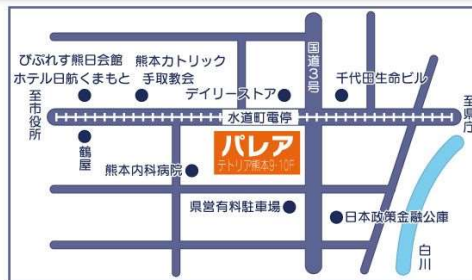 びぷれす熊日会館
ホテル日航くまもと
熊本カトリック
手取教会
デイリーストア
国道3号
千代田生命ビル
至市役所
水道町電停
至県庁
鶴屋
パレア
テトリア熊本9-10F
熊本内科病院
県営有料駐車場
日本政策金融公庫
白川